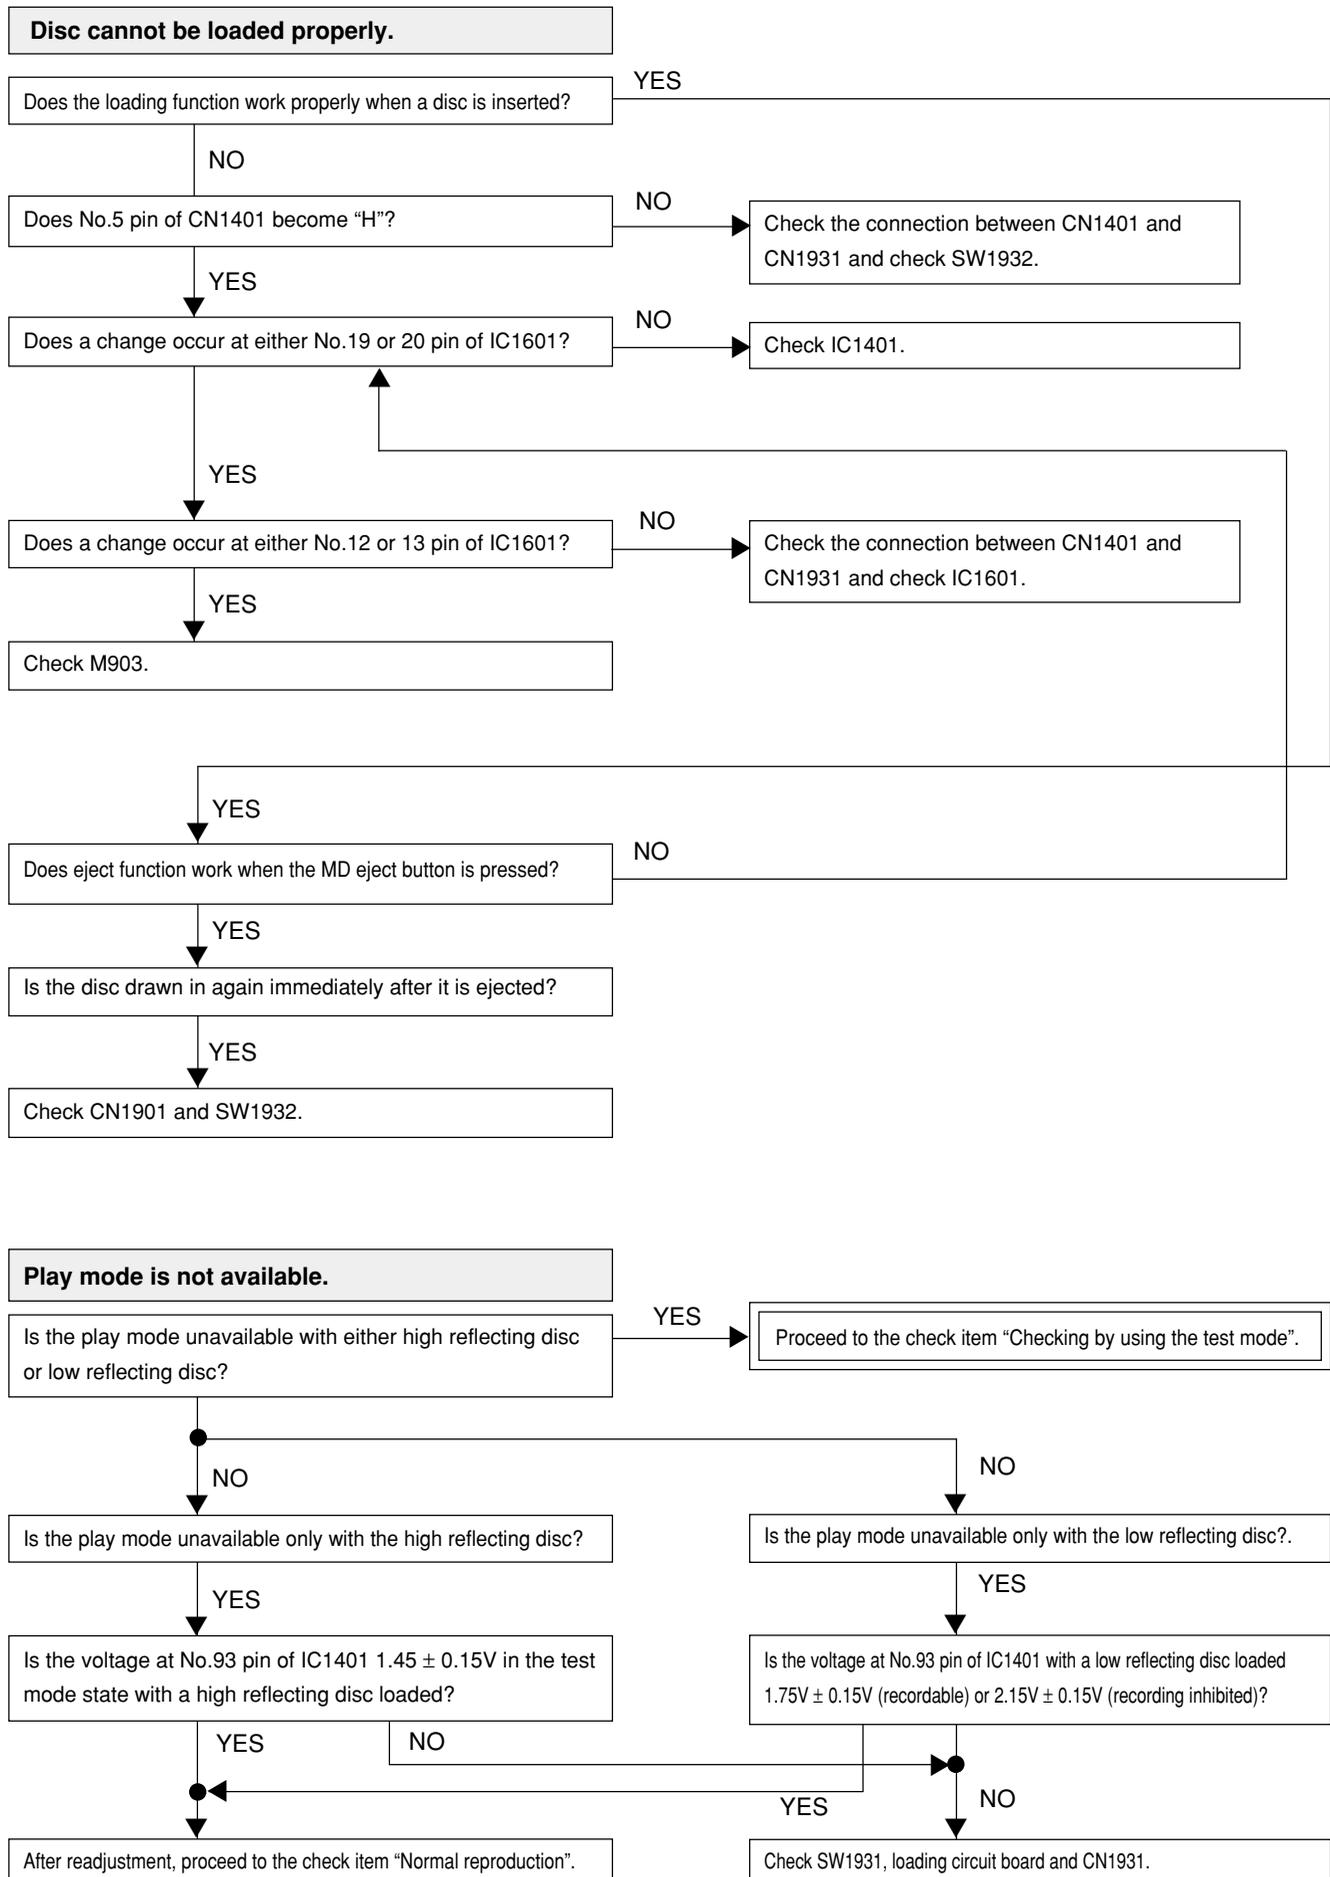 Disc cannot be loaded properly.
YES
Does the loading function work properly when a disc is inserted?
NO
Does No.5 pin of CN1401 become “H”?
NO
Check the connection between CN1401 and
CN1931 and check SW1932.
YES
Does a change occur at either No.19 or 20 pin of IC1601?
NO
Check IC1401.
YES
Does a change occur at either No.12 or 13 pin of IC1601?
NO
Check the connection between CN1401 and
CN1931 and check IC1601.
YES
Check M903.
YES
Does eject function work when the MD eject button is pressed?
NO
YES
Is the disc drawn in again immediately after it is ejected?
YES
Check CN1901 and SW1932.
Play mode is not available.
Is the play mode unavailable with either high reflecting disc
or low reflecting disc?
YES
Proceed to the check item “Checking by using the test mode”.
NO
NO
Is the play mode unavailable only with the high reflecting disc?
Is the play mode unavailable only with the low reflecting disc?.
YES
YES
Is the voltage at No.93 pin of IC1401 1.45 ± 0.15V in the test
mode state with a high reflecting disc loaded?
Is the voltage at No.93 pin of IC1401 with a low reflecting disc loaded
1.75V ± 0.15V (recordable) or 2.15V ± 0.15V (recording inhibited)?
YES
NO
YES
NO
After readjustment, proceed to the check item “Normal reproduction”.
Check SW1931, loading circuit board and CN1931.